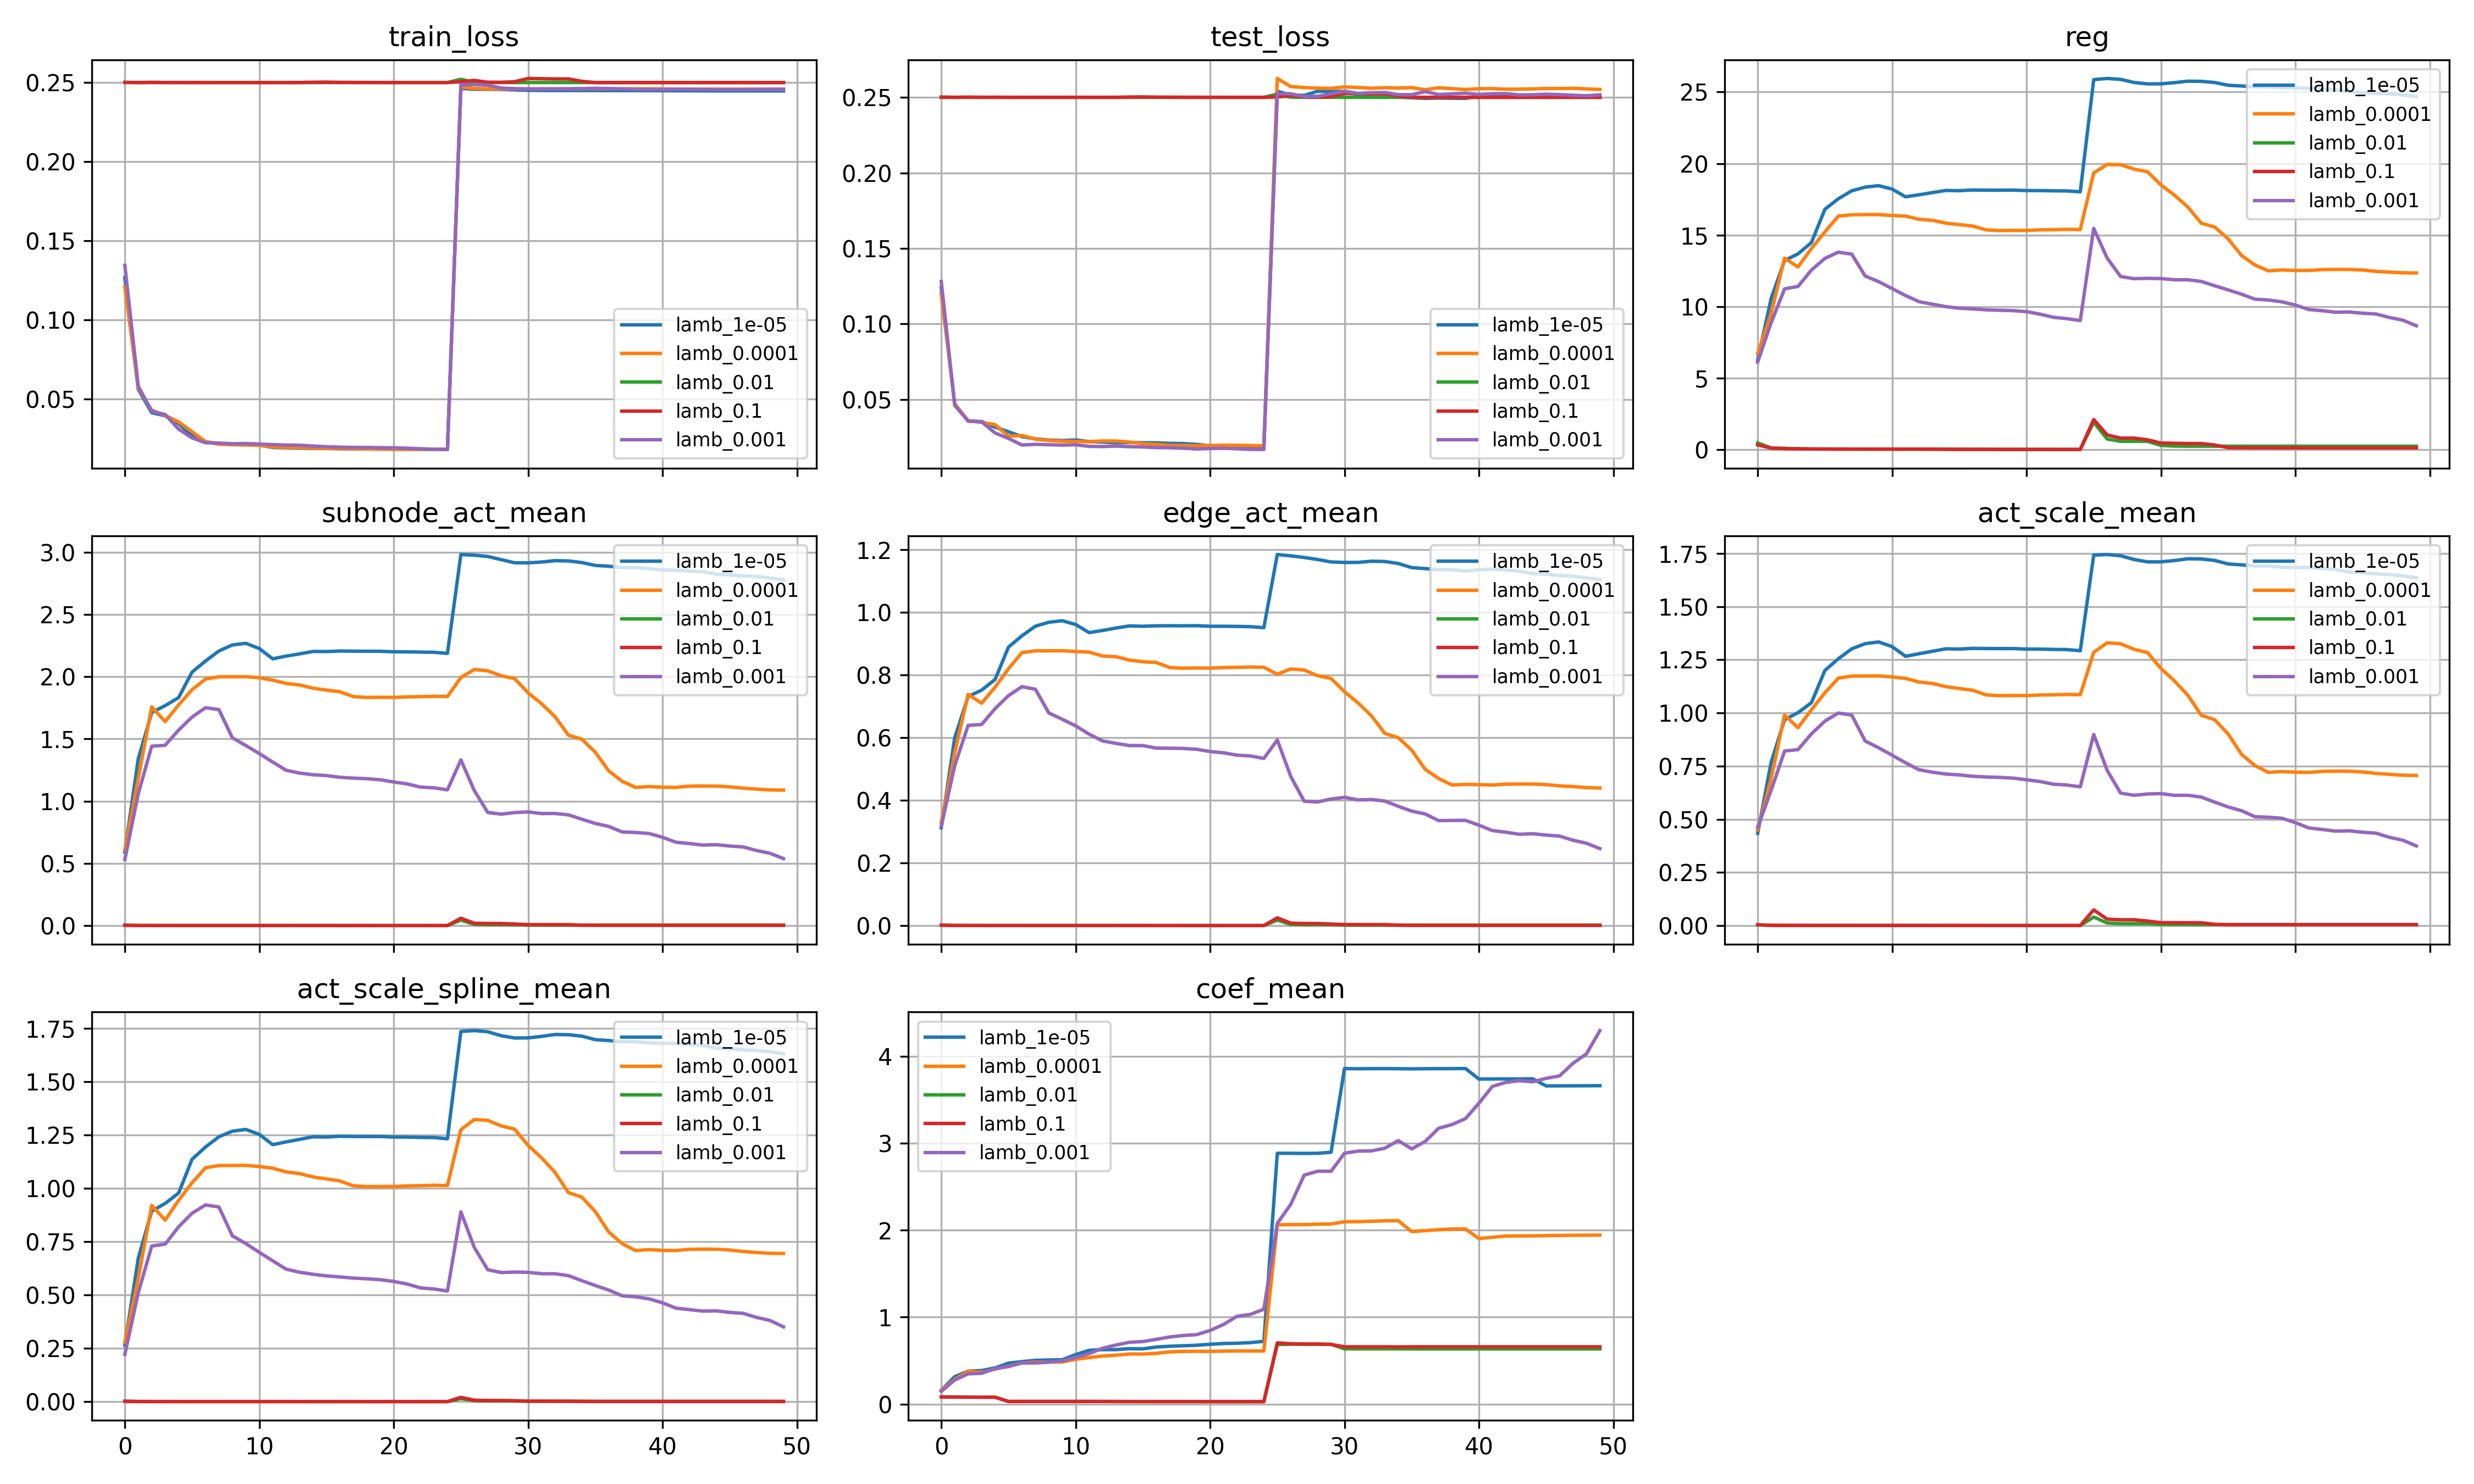 train_loss
0.25
0.20
0.15
0.10
0.05
lamb_1e-05
lamb_0.0001
lamb_0.01
lamb_0.1
lamb_0.001
test_loss
0.25
0.20
0.15
0.10
0.05
lamb_1e-05
lamb_0.0001
lamb_0.01
lamb_0.1
lamb_0.001
reg
25
20
15
10
5
0
lamb_1e-05
lamb_0.0001
lamb_0.01
lamb_0.1
lamb_0.001
subnode_act_mean
3.0
2.5
2.0
1.5
1.0
0.5
0.0
lamb_1e-05
lamb_0.0001
lamb_0.01
lamb_0.1
lamb_0.001
edge_act_mean
1.2
1.0
0.8
0.6
0.4
0.2
0.0
lamb_1e-05
lamb_0.0001
lamb_0.01
lamb_0.1
lamb_0.001
act_scale_mean
1.75
1.50
1.25
1.00
0.75
0.50
0.25
0.00
lamb_1e-05
lamb_0.0001
lamb_0.01
lamb_0.1
lamb_0.001
act_scale_spline_mean
1.75
1.50
1.25
1.00
0.75
0.50
0.25
0.00
lamb_1e-05
lamb_0.0001
lamb_0.01
lamb_0.1
lamb_0.001
0 10 20 30 40 50
coef_mean
4
3
2
1
0
lamb_1e-05
lamb_0.0001
lamb_0.01
lamb_0.1
lamb_0.001
0 10 20 30 40 50